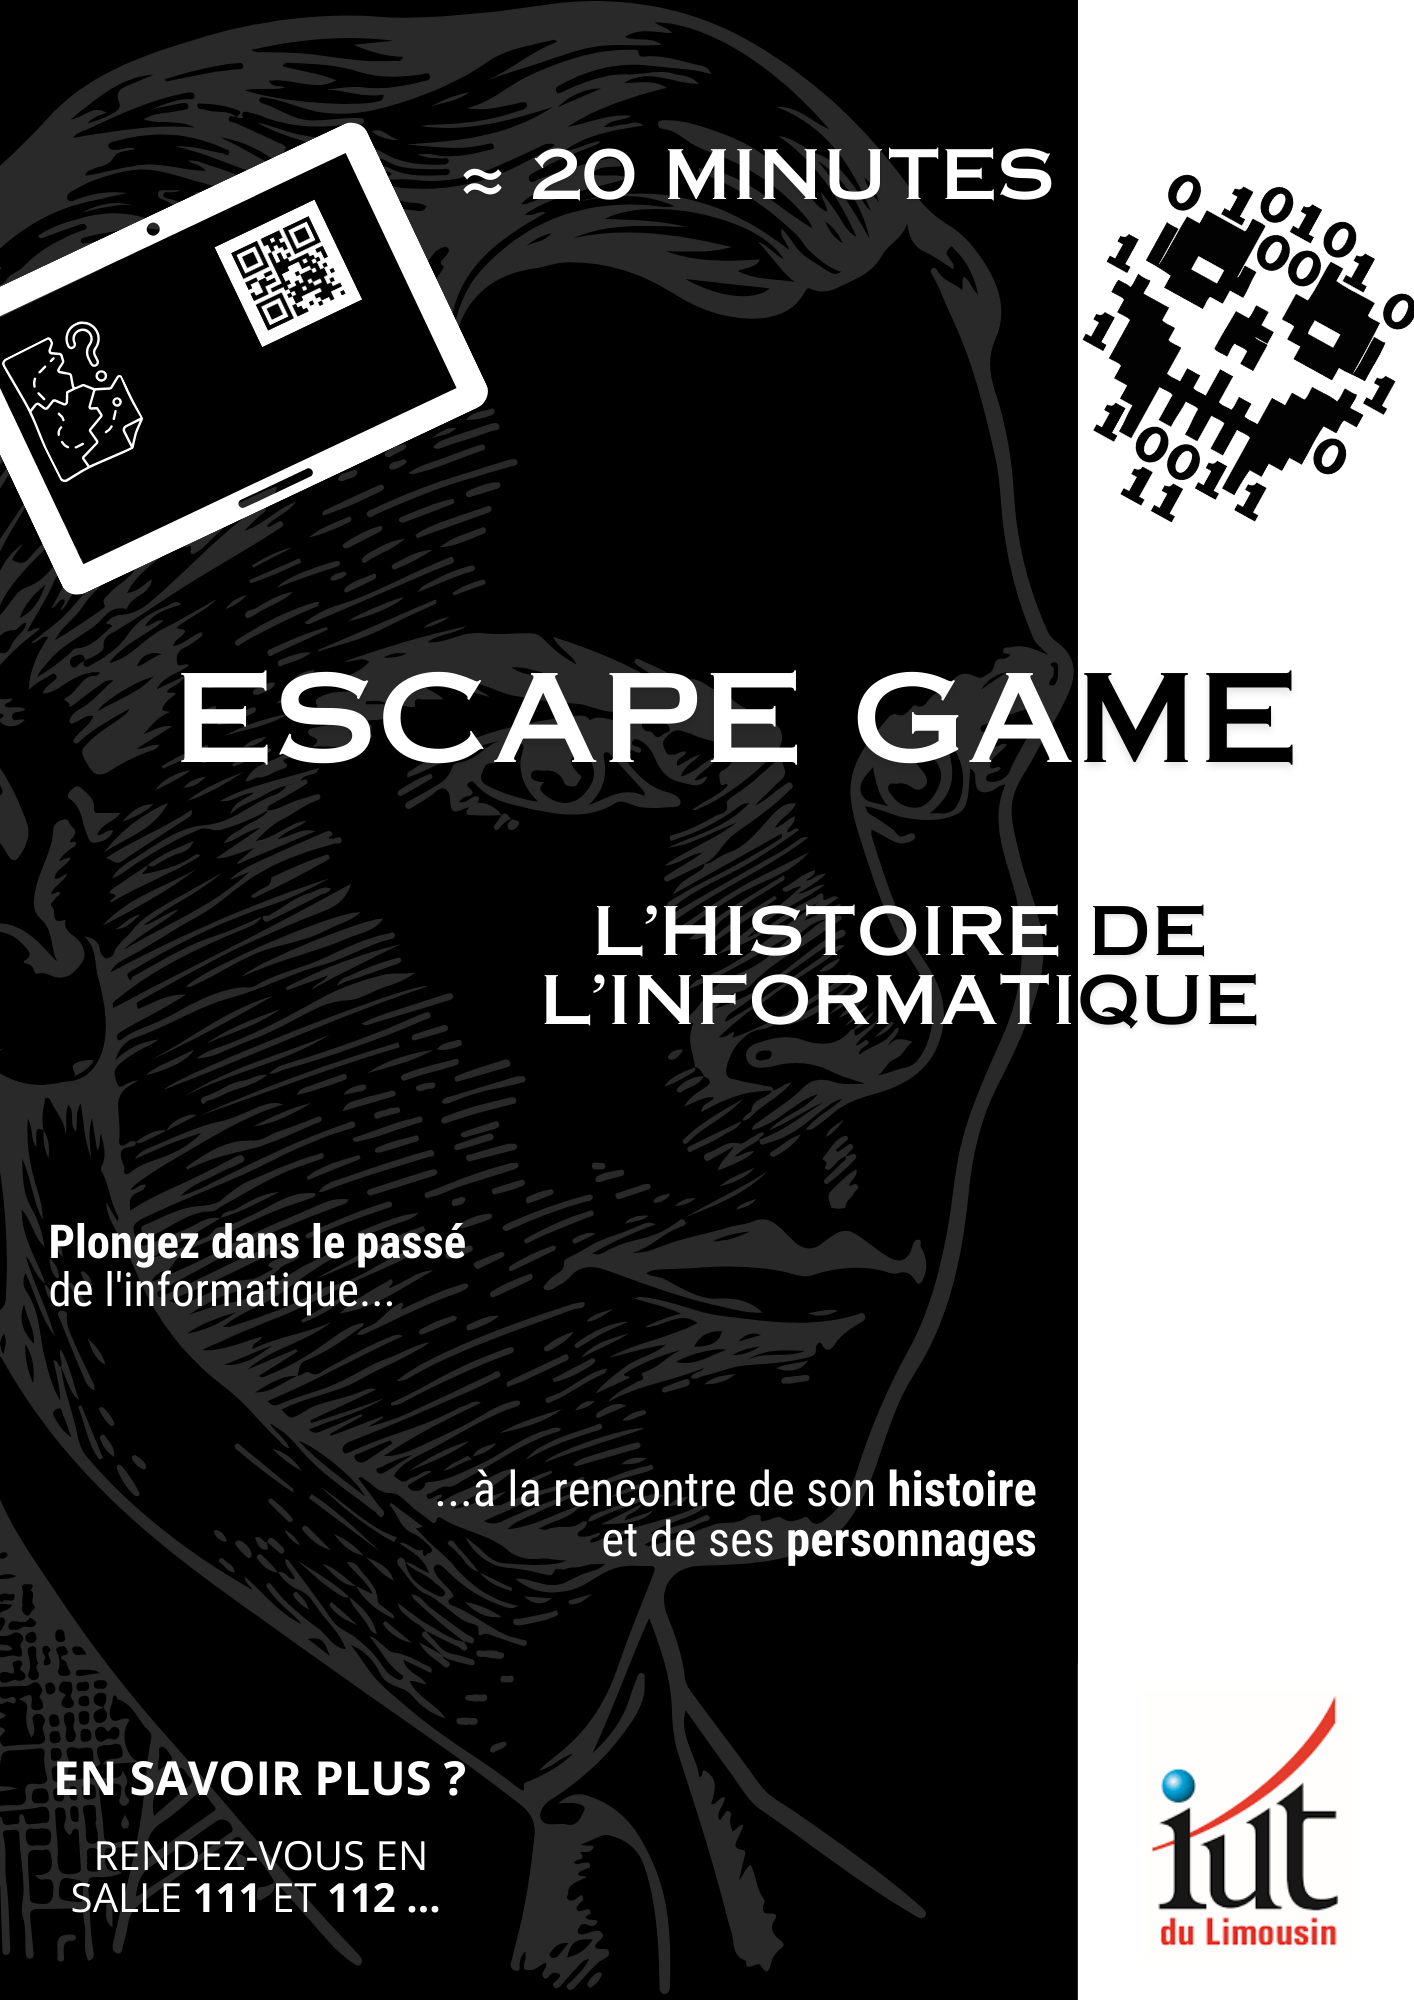 ≈ 20 MINUTES
0 10101
1 00 1 0
1
1
1 0011 0
11 1
ESCAPE GAME
L’HISTOIRE DE
L’INFORMATIQUE
Plongez dans le passé
de l'informatique...
...à la rencontre de son histoire
et de ses personnages
EN SAVOIR PLUS ?
RENDEZ-VOUS EN
SALLE 111 ET 112 ...
iut
du Limousin